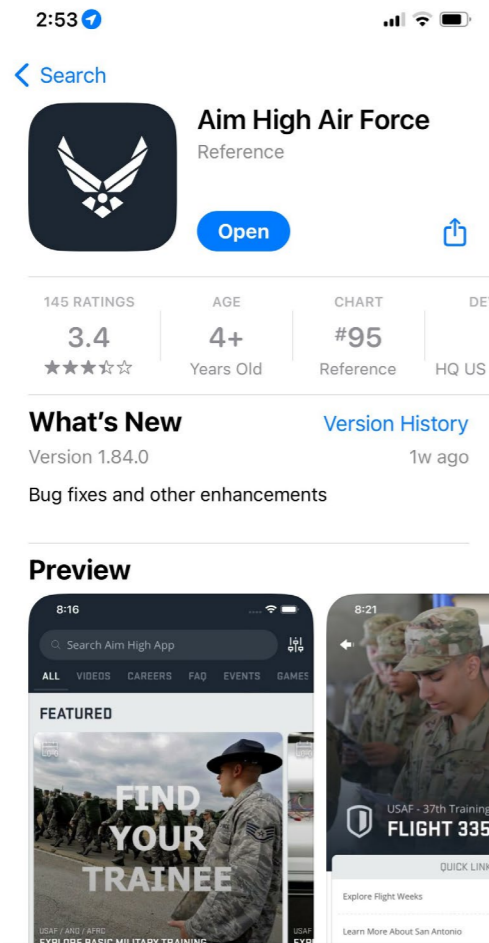 2:53
Search
Aim High Air Force
Reference
Open
145 RATINGS
AGE
CHART
DE
3.4
4+
#95
Years Old
Reference
HQ US
What's New
Version History
Version 1.84.0
1w ago
Bug fixes and other enhancements
Preview
8:16
Search Aim High App
ALL VIDEOS CAREERS FAQ EVENTS GAMES
FEATURED
FIND
YOUR
TRAINEE
USAF / ANG / AFRC
EXPLORE BASIC MILITARY TRAINING
USAF
EXP
8:21
USAF - 37th Training
FLIGHT 335
QUICK LINK
Explore Flight Weeks
Learn More About San Antonio